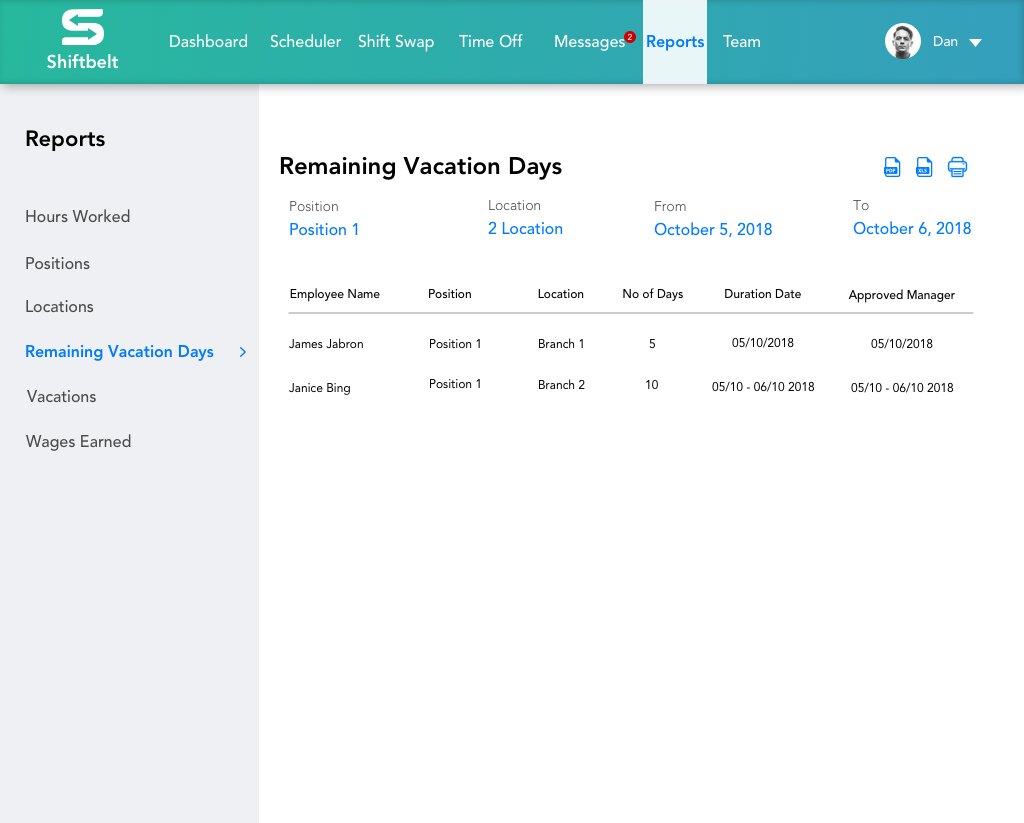 Shiftbelt
Dashboard Scheduler Shift Swap Time Off Messages 2 Reports Team Dan
Reports
Hours Worked
Positions
Locations
Remaining Vacation Days
Vacations
Wages Earned
Remaining Vacation Days
PDF XLS
Position Location From To
Position 1 2 Location October 5, 2018 October 6, 2018
Employee Name Position Location No of Days Duration Date Approved Manager
James Jabron Position 1 Branch 1 5 05/10/2018 05/10/2018
Janice Bing Position 1 Branch 2 10 05/10 - 06/10 2018 05/10 - 06/10 2018